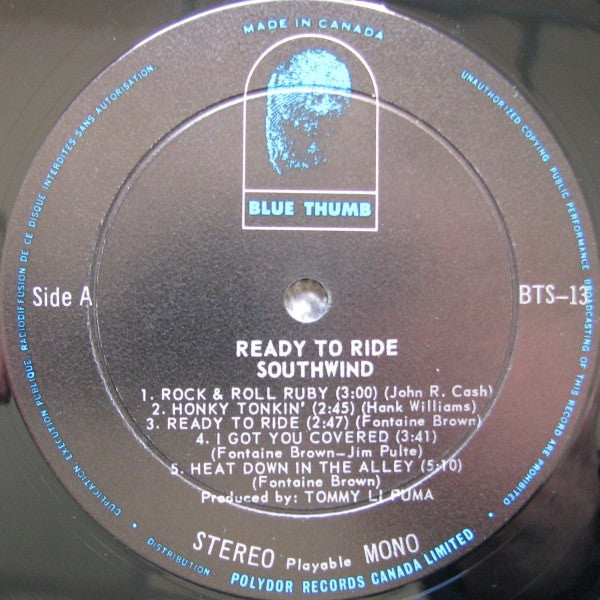 MADE IN CANADA
BLUE THUMB
Side A
BTS-13
READY TO RIDE
SOUTHWIND
1. ROCK & ROLL RUBY (3:00) (John R. Cash)
2. HONKY TONKIN' (2:45) (Hank Williams)
3. READY TO RIDE (2:47) (Fontaine Brown)
4. I GOT YOU COVERED (3:41)
(Fontaine Brown-Jim Pulte)
5. HEAT DOWN IN THE ALLEY (5:10)
(Fontaine Brown)
Produced by: TOMMY LI PUMA
STEREO Playable MONO
• DISTRIBUTION: POLYDOR RECORDS CANADA LIMITED •
UNAUTHORIZED COPYING, PUBLIC PERFORMANCE, BROADCASTING OF THIS RECORD ARE PROHIBITED
DUPLICATION EXECUTION PUBLIQUE, RADIODIFFUSION DE CE DISQUE INTERDITES SANS AUTORISATION.